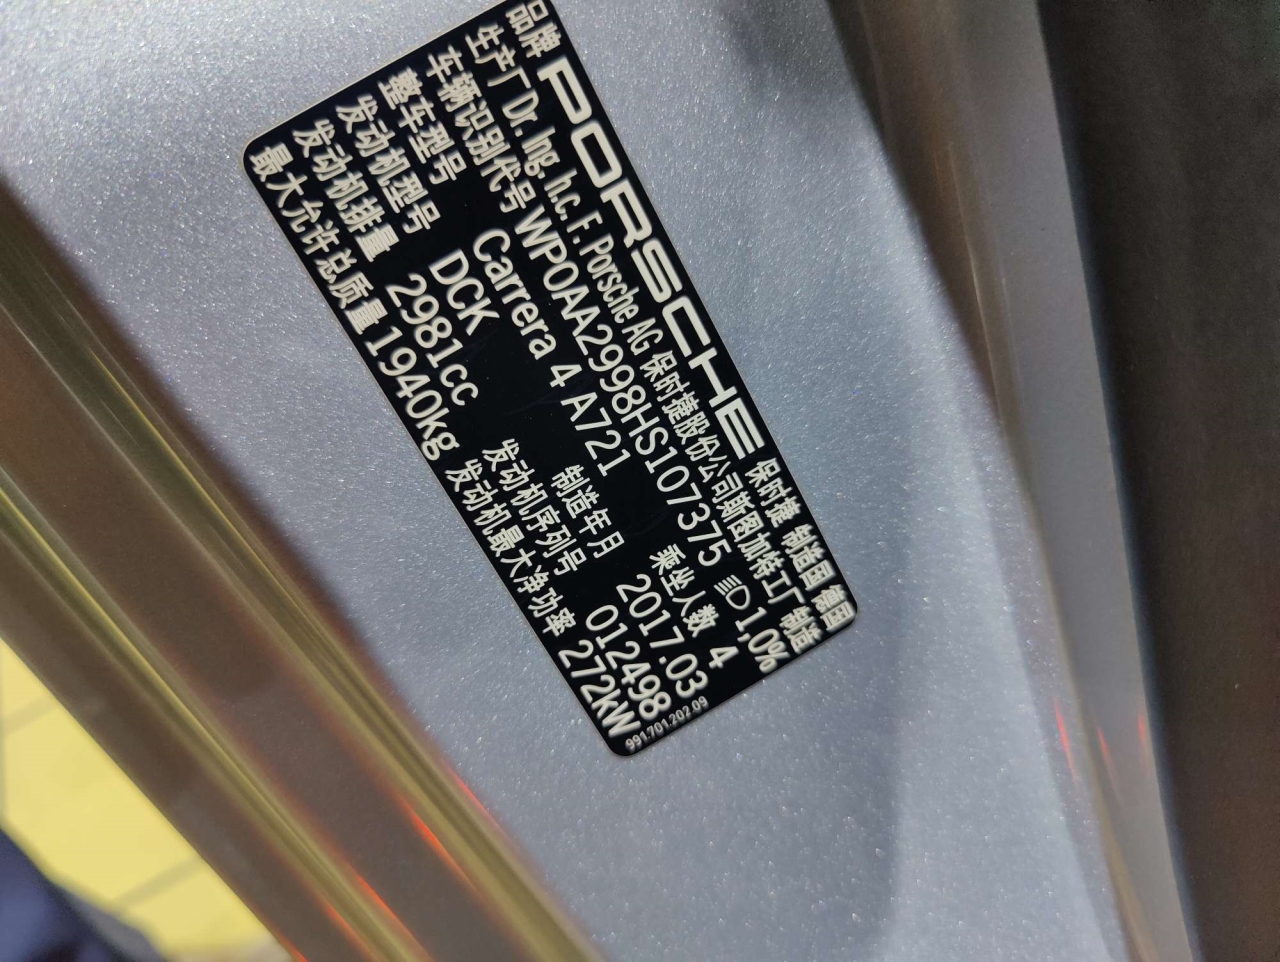 品牌 PORSCHE 保时捷 制造国 德国
生产厂 Dr. Ing. h.c. F. Porsche AG 保时捷股份公司斯图加特工厂 制造
车辆识别代号 WP0AA2998HS107375 1,0%
整车型号 Carrera 4 A721 乘坐人数 4
发动机型号 DCK 制造年月 2017.03
发动机排量 2981cc 发动机序列号 012498
最大允许总质量 1940kg 发动机最大净功率 272kW
991.701.202.09